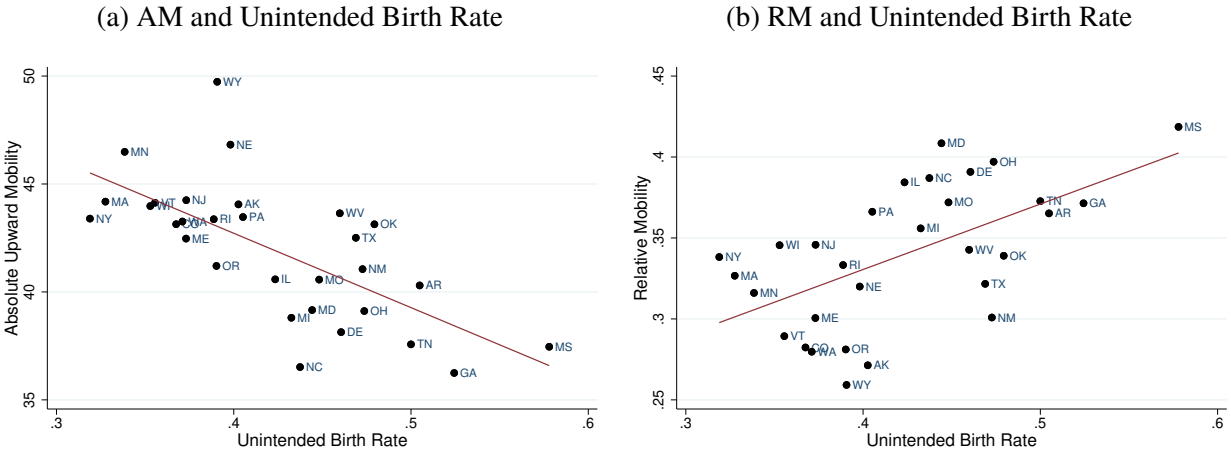 (a) AM and Unintended Birth Rate
50
45
40
35
Absolute Upward Mobility
WY
NE
MN
MA
VT
WI
NJ
AK
NY
WA
CO
RI
PA
WV
OK
ME
TX
OR
NM
IL
MO
AR
MD
OH
MI
DE
TN
MS
NC
GA
.3
.4
.5
.6
Unintended Birth Rate
(b) RM and Unintended Birth Rate
.45
.4
.35
.3
.25
Relative Mobility
MS
MD
OH
DE
NC
IL
MO
TN
GA
PA
AR
MI
WI
NJ
WV
NY
OK
RI
MA
TX
NE
MN
ME
NM
VT
CO
WA
OR
AK
WY
.3
.4
.5
.6
Unintended Birth Rate